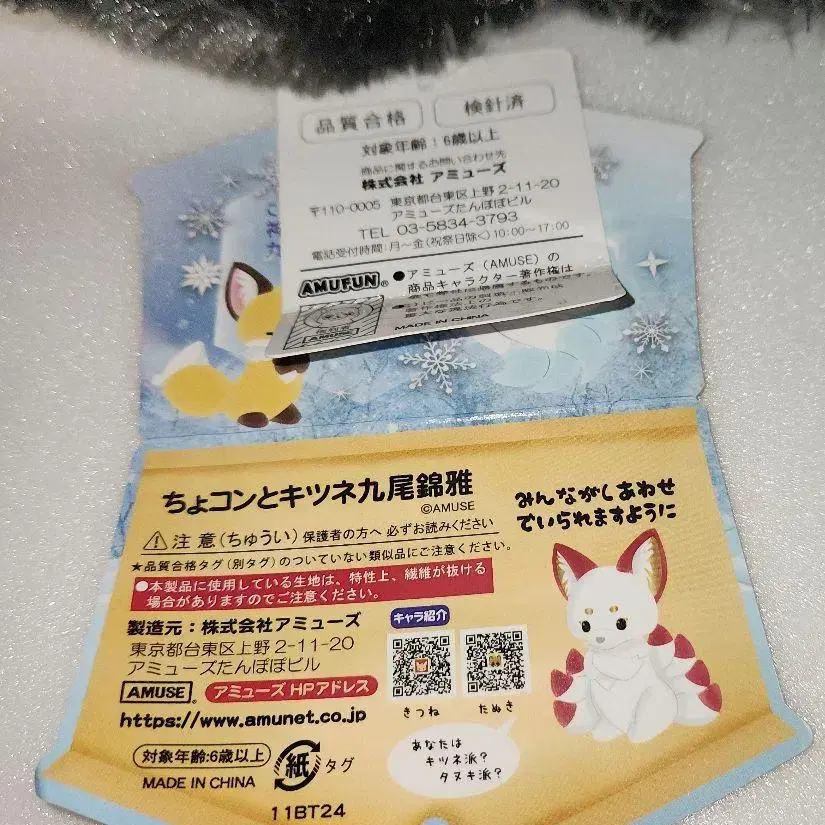 品質合格
検針済
対象年齢:6歳以上
商品に関するお問い合わせ先
株式会社 アミューズ
〒110-0005 東京都台東区上野2-11-20
アミューズたんぽぽビル
TEL 03-5834-3793
電話受付時間:月~金(祝祭日除く)10:00~17:00
AMUFUN®
●アミューズ(AMUSE)の
商品キャラクター著作権は
AMUSE
MADE IN CHINA
ちょコンとキツネ九尾錦雅
©AMUSE
みんながしあわせ
でいられますように
注意(ちゅうい)保護者の方へ 必ずお読みください
★品質合格タグ(別タグ)のついていない類似品にご注意ください。
●本製品に使用している生地は、特性上、繊維が抜ける
場合がありますのでご注意ください。
製造元:株式会社アミューズ
東京都台東区上野2-11-20
アミューズたんぽぽビル
AMUSE® アミューズHPアドレス
https://www.amunet.co.jp
キャラ紹介
きつね
たぬき
あなたは
キツネ派?
タヌキ派?
対象年齢:6歳以上
紙 タグ
MADE IN CHINA
11BT24